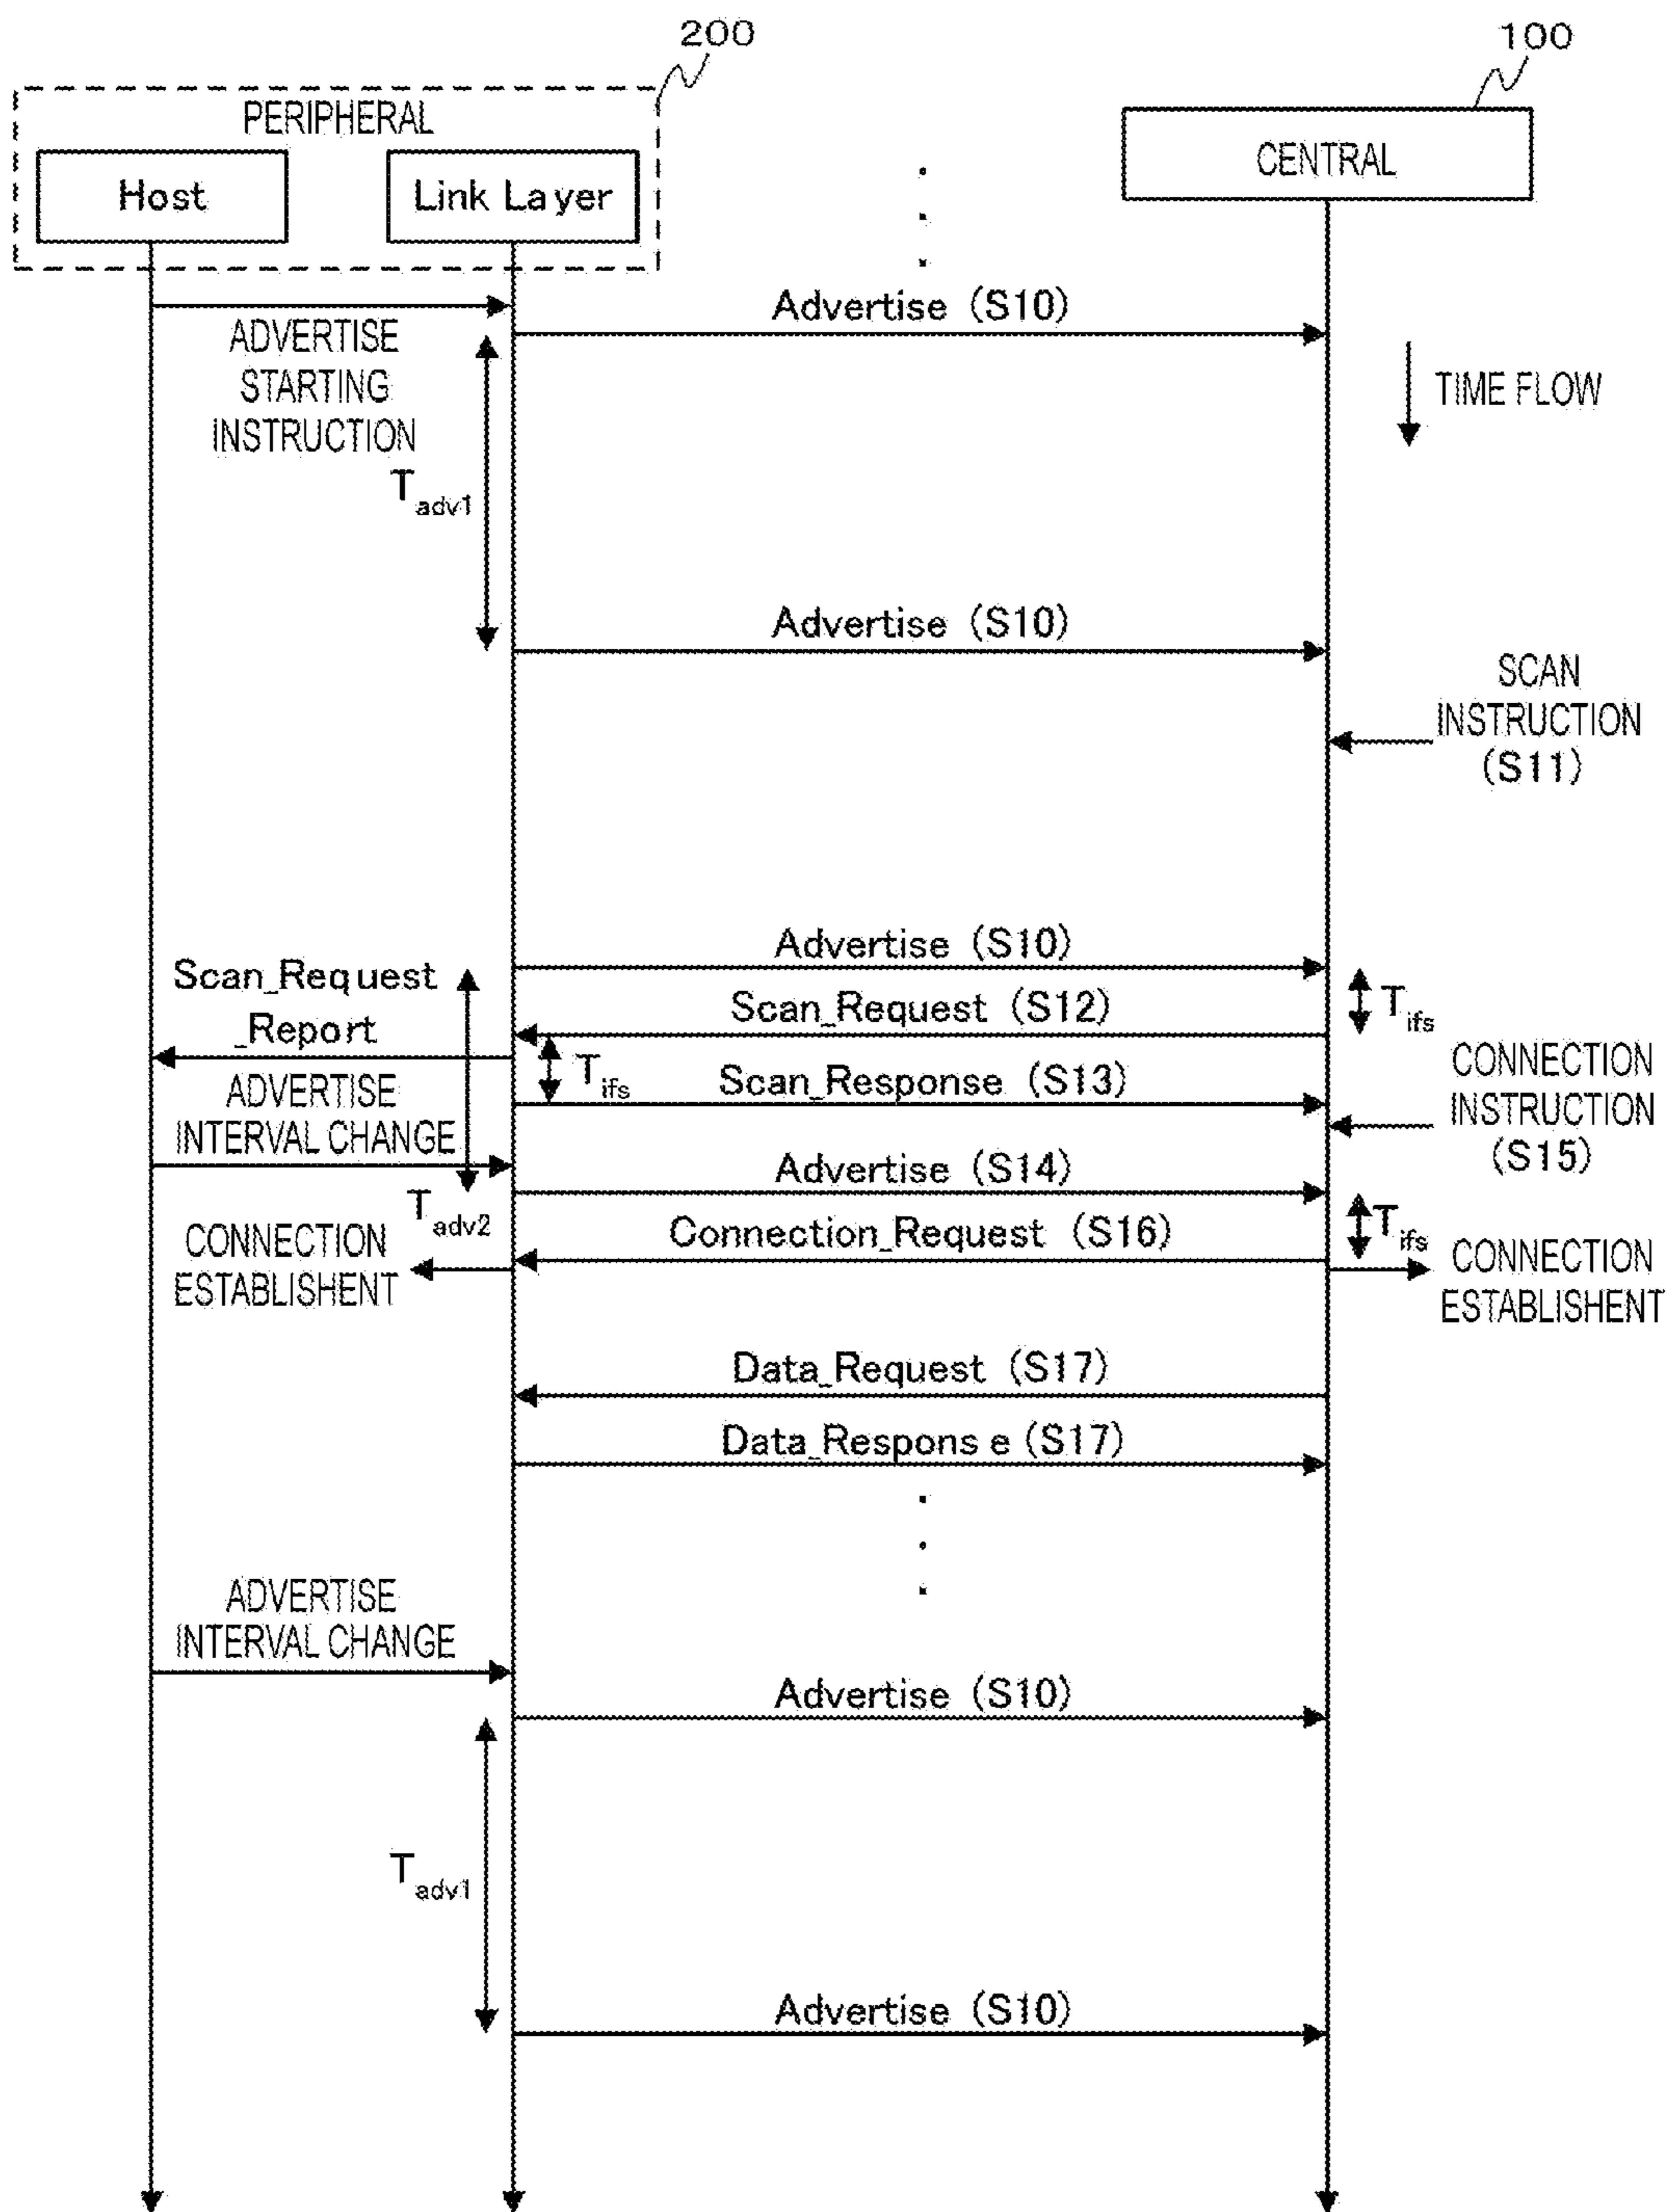 200
100
PERIPHERAL
Host
Link Layer
CENTRAL
Advertise (S10)
ADVERTISE
STARTING
INSTRUCTION
TIME FLOW
Tadv1
Advertise (S10)
SCAN
INSTRUCTION
(S11)
Advertise (S10)
Scan_Request
_Report
Scan_Request (S12)
Tifs
Tifs
Scan_Response (S13)
CONNECTION
INSTRUCTION
(S15)
ADVERTISE
INTERVAL CHANGE
Advertise (S14)
Tadv2
Connection_Request (S16)
Tifs
CONNECTION
ESTABLISHENT
CONNECTION
ESTABLISHENT
Data_Request (S17)
Data_Respons e (S17)
ADVERTISE
INTERVAL CHANGE
Advertise (S10)
Tadv1
Advertise (S10)